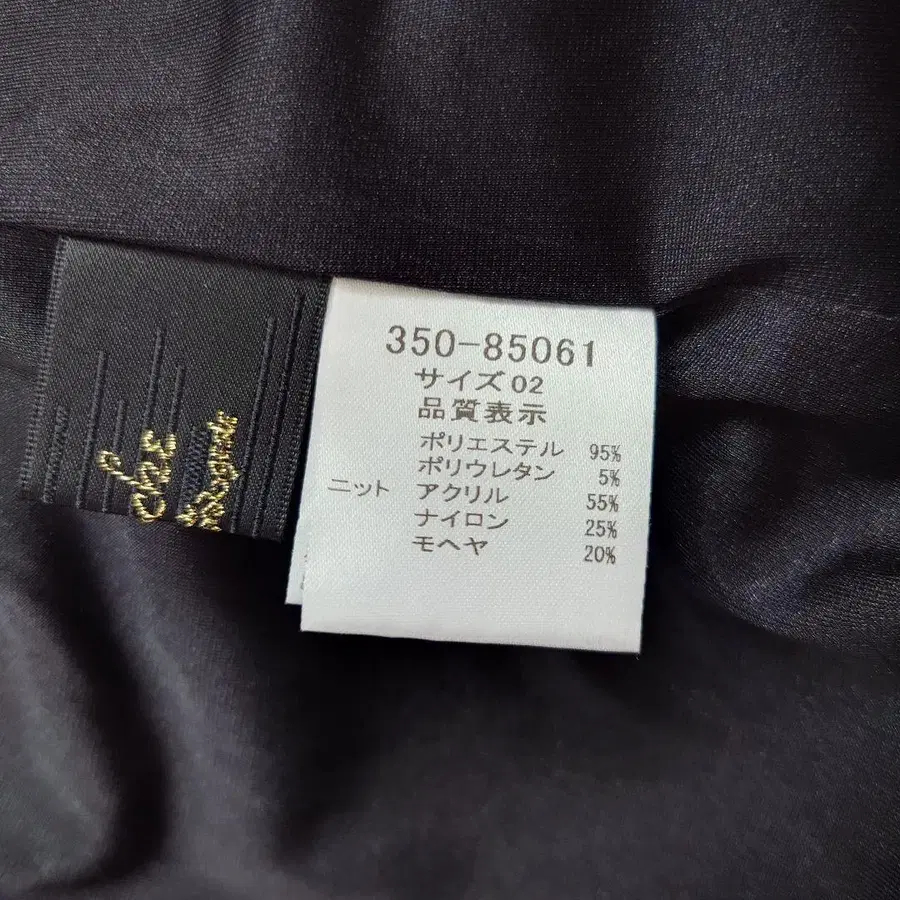 350-85061
サイズ 02
品質表示
ポリエステル 95%
ポリウレタン 5%
ニット アクリル 55%
ナイロン 25%
モヘヤ 20%